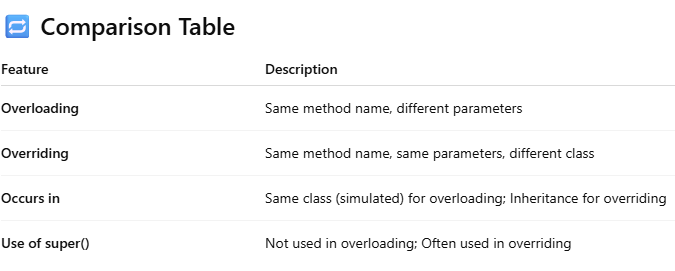 🔁 Comparison Table
Feature Description
Overloading Same method name, different parameters
Overriding Same method name, same parameters, different class
Occurs in Same class (simulated) for overloading; Inheritance for overriding
Use of super() Not used in overloading; Often used in overriding